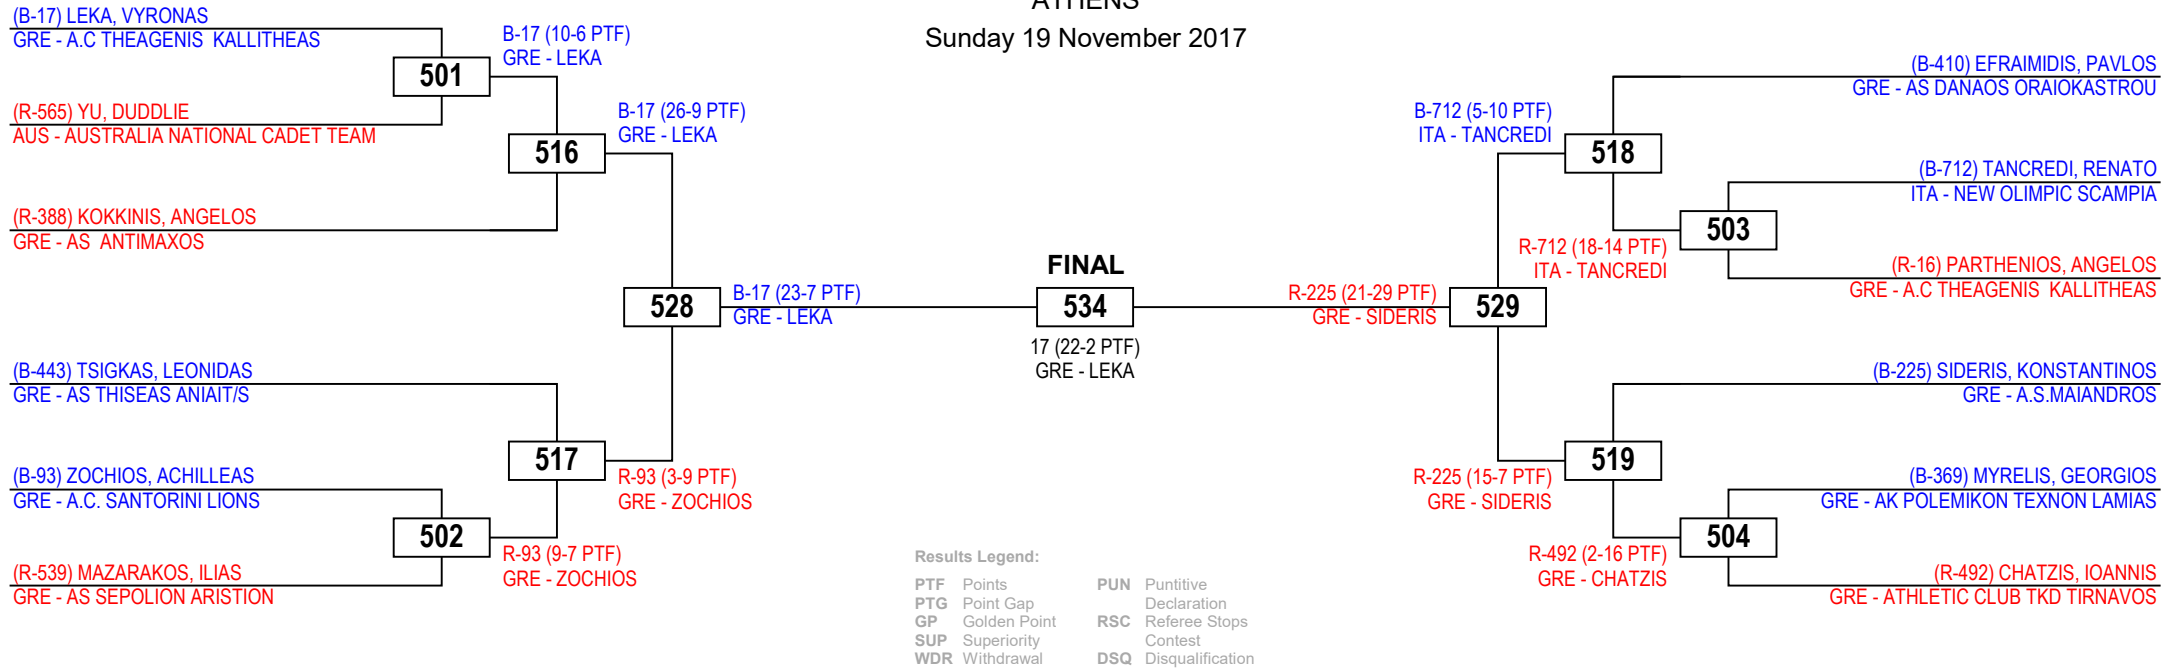 ATHENS
Sunday 19 November 2017
(B-17) LEKA, VYRONAS
GRE - A.C THEAGENIS  KALLITHEAS
B-17 (10-6 PTF)
GRE - LEKA
501
(R-565) YU, DUDDLIE
AUS - AUSTRALIA NATIONAL CADET TEAM
B-17 (26-9 PTF)
GRE - LEKA
516
(R-388) KOKKINIS, ANGELOS
GRE - AS  ANTIMAXOS
528
B-17 (23-7 PTF)
GRE - LEKA
(B-443) TSIGKAS, LEONIDAS
GRE - AS THISEAS ANIAIT/S
517
R-93 (3-9 PTF)
GRE - ZOCHIOS
(B-93) ZOCHIOS, ACHILLEAS
GRE - A.C. SANTORINI LIONS
502
R-93 (9-7 PTF)
GRE - ZOCHIOS
(R-539) MAZARAKOS, ILIAS
GRE - AS SEPOLION ARISTION
FINAL
534
17 (22-2 PTF)
GRE - LEKA
(B-410) EFRAIMIDIS, PAVLOS
GRE - AS DANAOS ORAIOKASTROU
B-712 (5-10 PTF)
ITA - TANCREDI
518
(B-712) TANCREDI, RENATO
ITA - NEW OLIMPIC SCAMPIA
503
R-712 (18-14 PTF)
ITA - TANCREDI
(R-16) PARTHENIOS, ANGELOS
GRE - A.C THEAGENIS  KALLITHEAS
R-225 (21-29 PTF)
GRE - SIDERIS
529
(B-225) SIDERIS, KONSTANTINOS
GRE - A.S.MAIANDROS
519
R-225 (15-7 PTF)
GRE - SIDERIS
(B-369) MYRELIS, GEORGIOS
GRE - AK POLEMIKON TEXNON LAMIAS
504
R-492 (2-16 PTF)
GRE - CHATZIS
(R-492) CHATZIS, IOANNIS
GRE - ATHLETIC CLUB TKD TIRNAVOS
Results Legend:
PTF Points PUN Puntitive
PTG Point Gap Declaration
GP Golden Point RSC Referee Stops
SUP Superiority Contest
WDR Withdrawal DSQ Disqualification